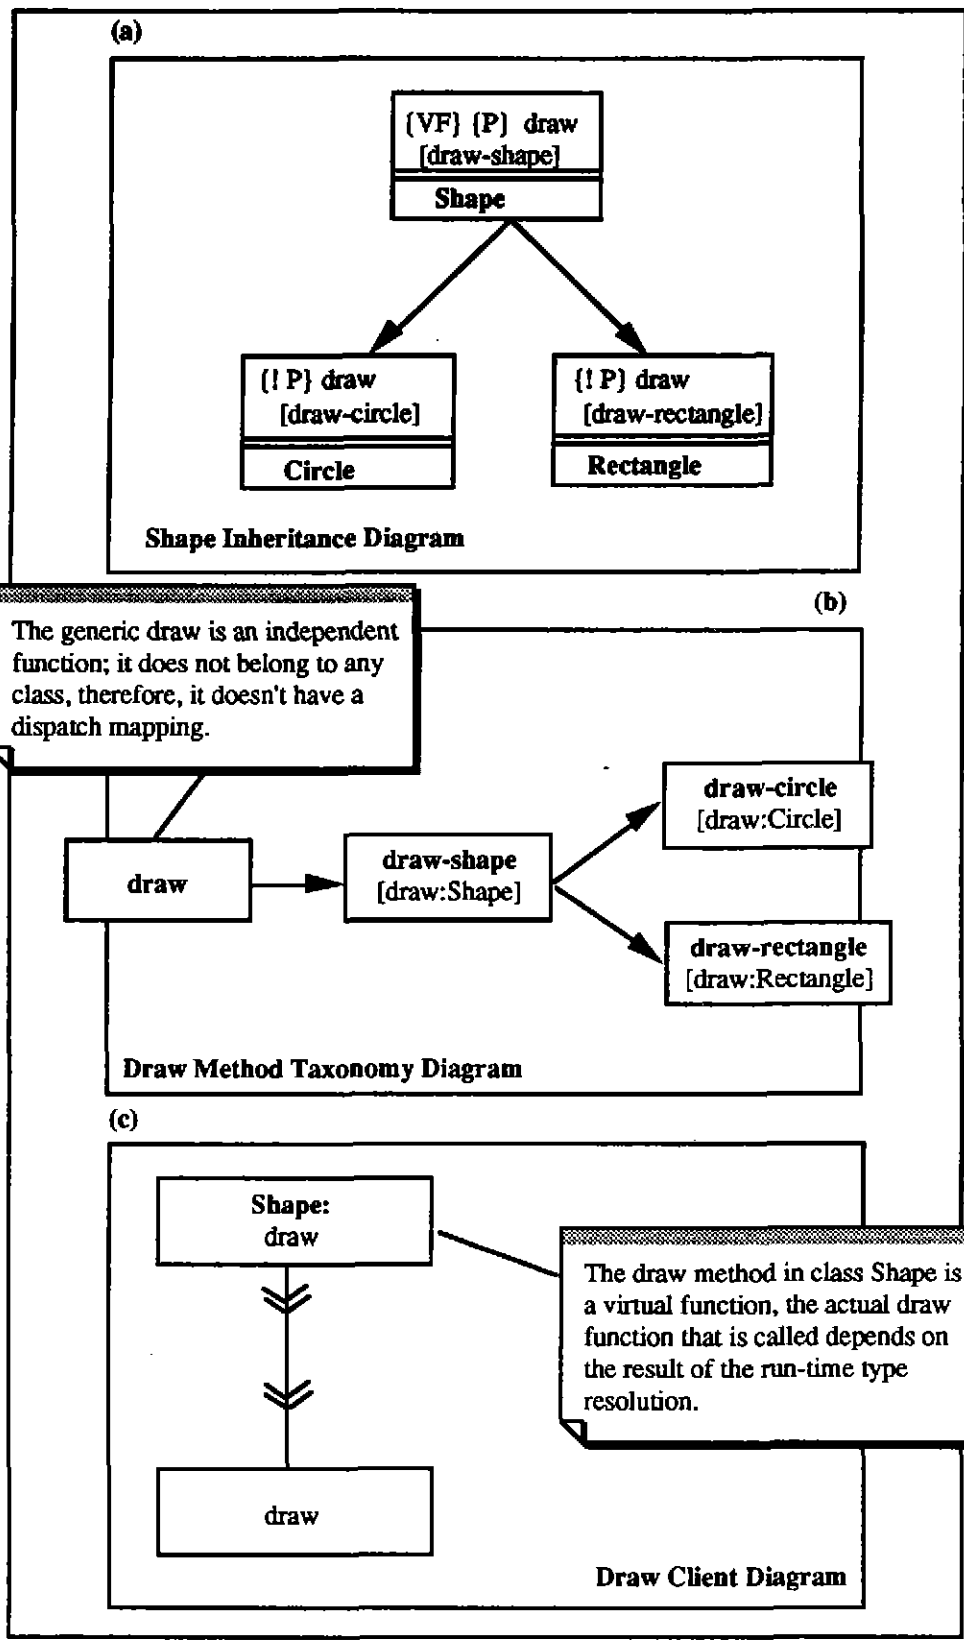 (a)
{VF} {P} draw
[draw-shape]
Shape
{! P} draw
[draw-circle]
Circle
{! P} draw
[draw-rectangle]
Rectangle
Shape Inheritance Diagram
(b)
The generic draw is an independent
function; it does not belong to any
class, therefore, it doesn't have a
dispatch mapping.
draw
draw-shape
[draw:Shape]
draw-circle
[draw:Circle]
draw-rectangle
[draw:Rectangle]
Draw Method Taxonomy Diagram
(c)
Shape:
draw
The draw method in class Shape is
a virtual function, the actual draw
function that is called depends on
the result of the run-time type
resolution.
draw
Draw Client Diagram